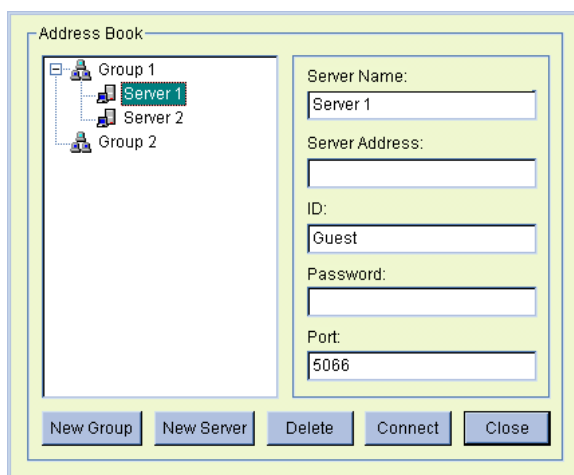 Address Book
Group 1
Server 1
Server 2
Group 2
Server Name:
Server 1
Server Address:
ID:
Guest
Password:
Port:
5066
New Group
New Server
Delete
Connect
Close